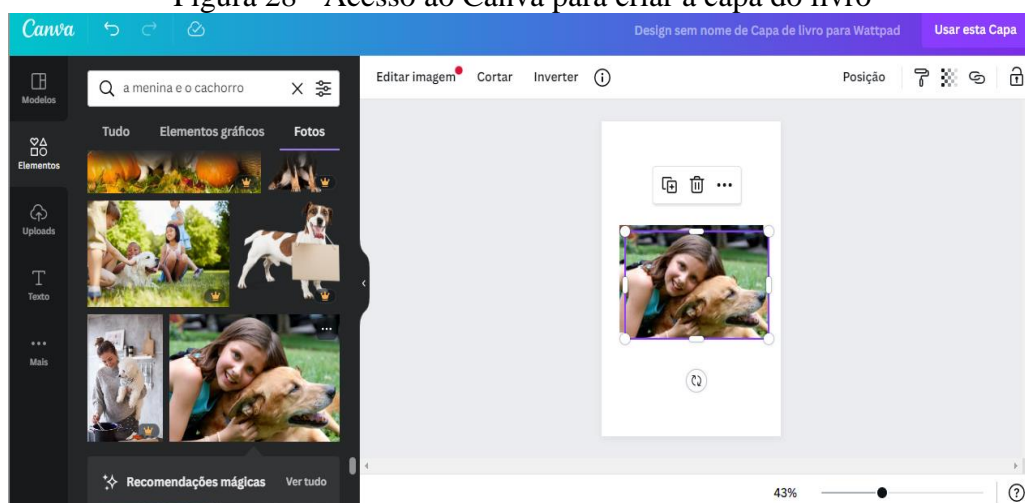 Figura 28 - Acesso ao Canva para criar a capa do livro
Canva
Design sem nome de Capa de livro para Wattpad
Usar esta Capa
Modelos
Elementos
Uploads
Texto
Mais
a menina e o cachorro
Tudo Elementos gráficos Fotos
Recomendações mágicas Ver tudo
Editar imagem Cortar Inverter
Posição
43%